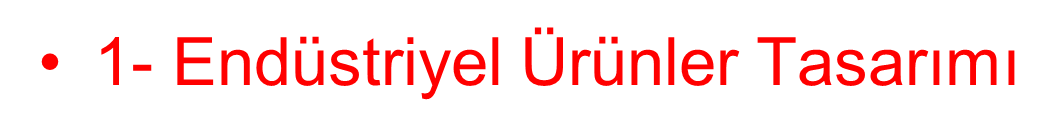 • 1- Endüstriyel Ürünler Tasarımı